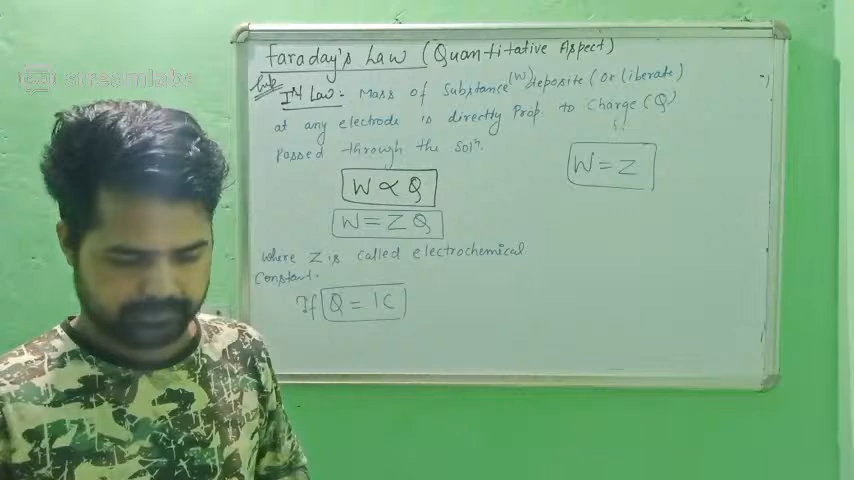 streamlabs
Faraday's Law (Quantitative Aspect)
Ist Law - Mass of Substance (W) deposite (or liberate)
at any electrode is directly Prop. to Charge (Q)
Passed through the Soln.
W ∝ Q
W = Z Q
W = Z
where Z is called electrochemical
Constant.
If Q = 1C